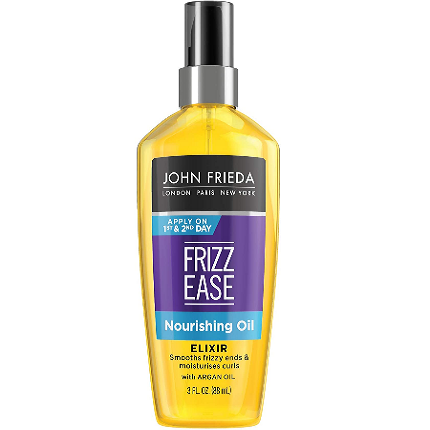 JOHN FRIEDA
LONDON PARIS NEW YORK
APPLY ON
1ST & 2ND DAY
FRIZZ
EASE
Nourishing Oil
ELIXIR
Smooths frizzy ends &
moisturises curls
with ARGAN OIL
3 FL. OZ. (88 mL)